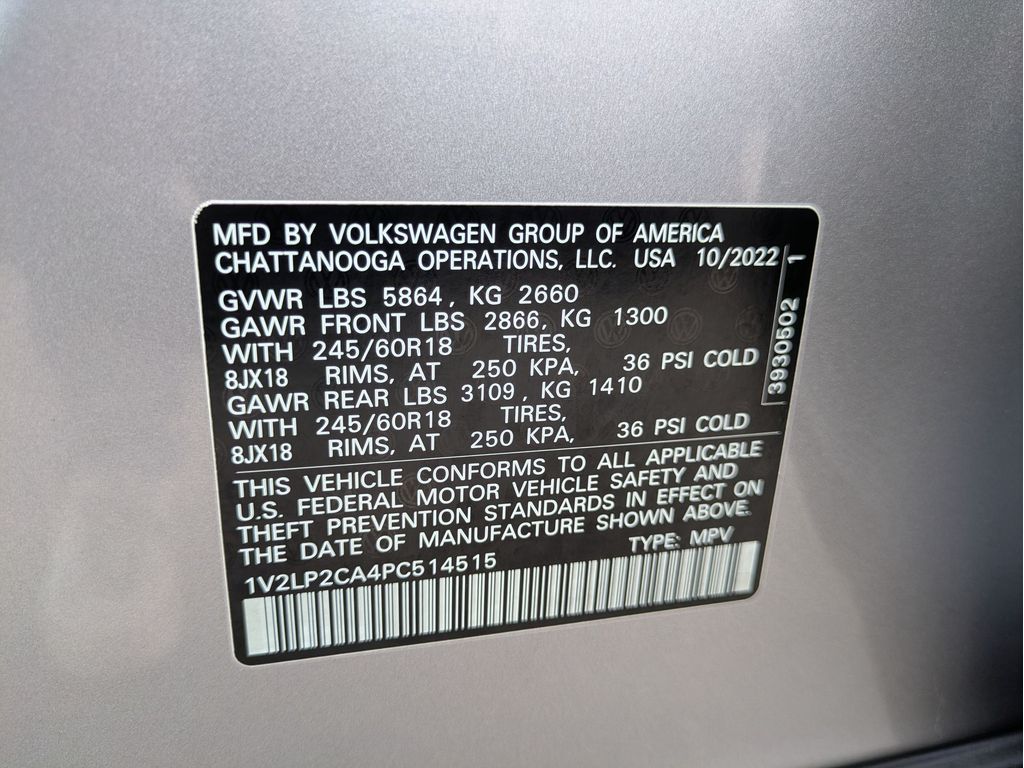 MFD BY VOLKSWAGEN GROUP OF AMERICA
CHATTANOOGA OPERATIONS, LLC. USA 10/2022
GVWR LBS 5864, KG 2660
GAWR FRONT LBS 2866, KG 1300
WITH 245/60R18 TIRES,
8JX18 RIMS, AT 250 KPA, 36 PSI COLD
GAWR REAR LBS 3109, KG 1410
WITH 245/60R18 TIRES,
8JX18 RIMS, AT 250 KPA, 36 PSI COLD
3930502 1
THIS VEHICLE CONFORMS TO ALL APPLICABLE
U.S. FEDERAL MOTOR VEHICLE SAFETY AND
THEFT PREVENTION STANDARDS IN EFFECT ON
THE DATE OF MANUFACTURE SHOWN ABOVE.
1V2LP2CA4PC514515 TYPE: MPV